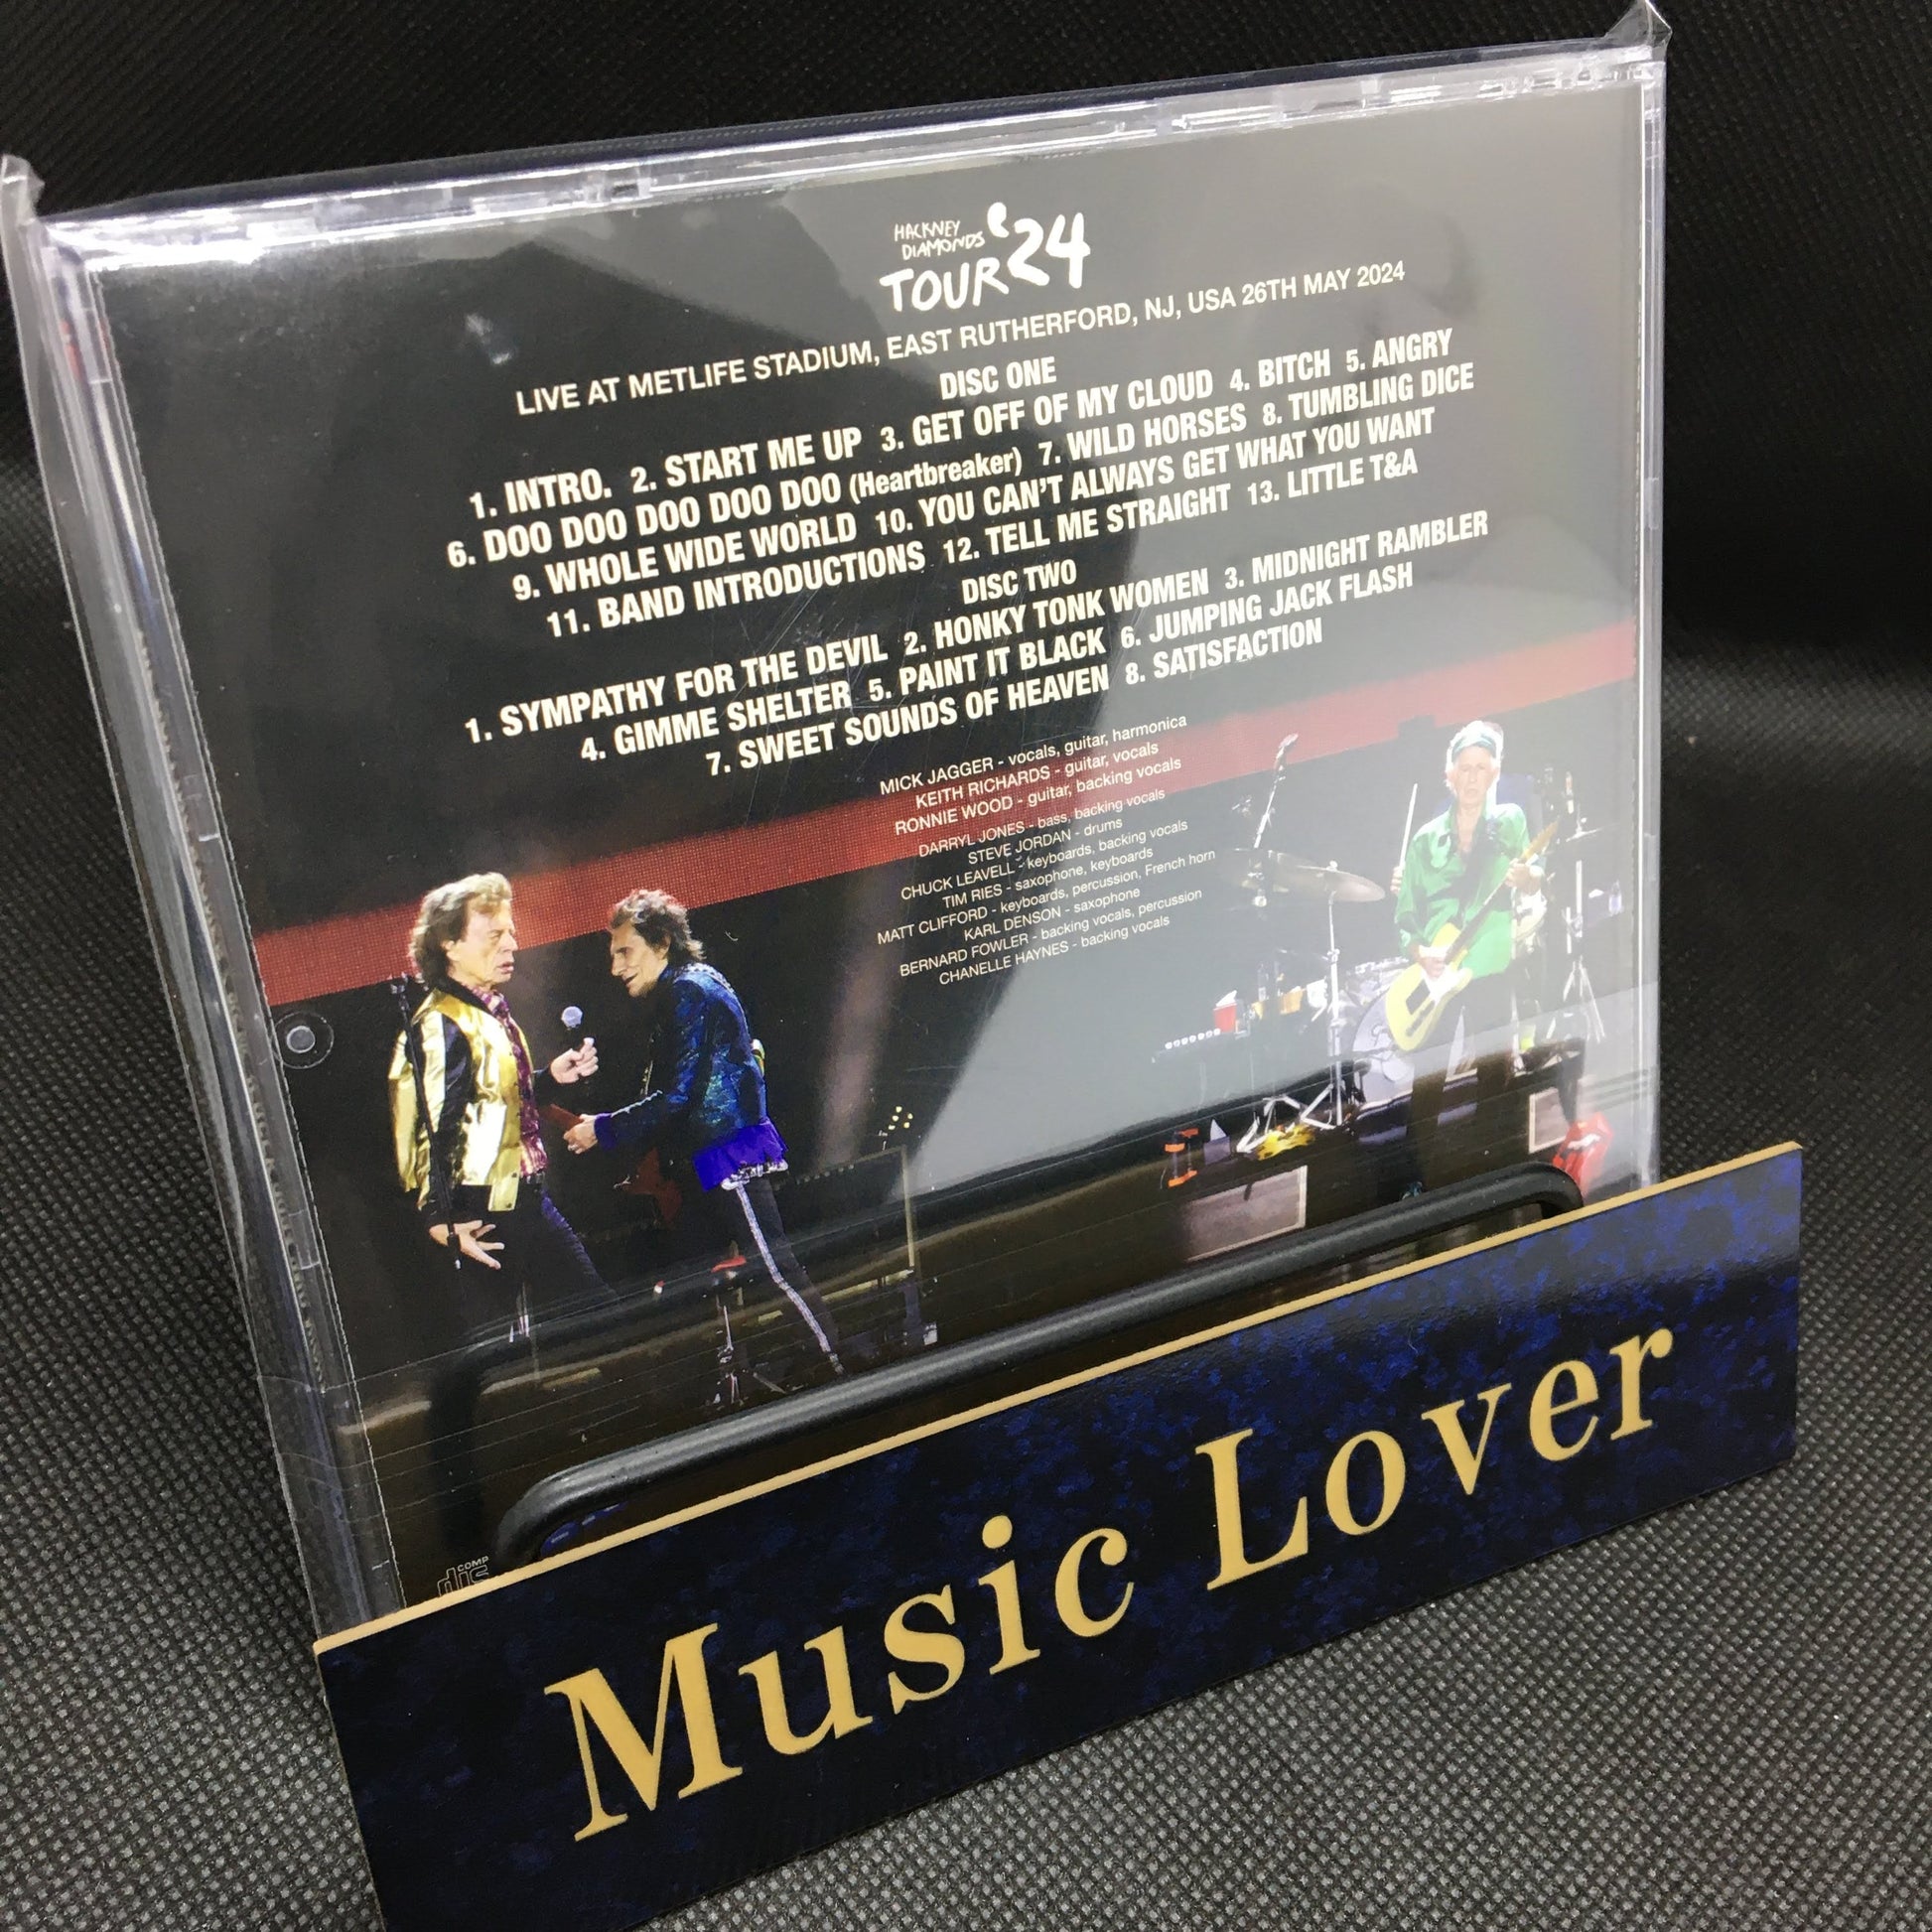 HACKNEY
DIAMONDS
TOUR '24
LIVE AT METLIFE STADIUM, EAST RUTHERFORD, NJ, USA 26TH MAY 2024
DISC ONE
1. INTRO. 2. START ME UP 3. GET OFF OF MY CLOUD 4. BITCH 5. ANGRY
6. DOO DOO DOO DOO DOO (Heartbreaker) 7. WILD HORSES 8. TUMBLING DICE
9. WHOLE WIDE WORLD 10. YOU CAN'T ALWAYS GET WHAT YOU WANT
11. BAND INTRODUCTIONS 12. TELL ME STRAIGHT 13. LITTLE T&A
DISC TWO
1. SYMPATHY FOR THE DEVIL 2. HONKY TONK WOMEN 3. MIDNIGHT RAMBLER
4. GIMME SHELTER 5. PAINT IT BLACK 6. JUMPING JACK FLASH
7. SWEET SOUNDS OF HEAVEN 8. SATISFACTION
MICK JAGGER - vocals, guitar, harmonica
KEITH RICHARDS - guitar, vocals
RONNIE WOOD - guitar, backing vocals
DARRYL JONES - bass, backing vocals
STEVE JORDAN - drums
CHUCK LEAVELL - keyboards, backing vocals
TIM RIES - saxophone, keyboards
MATT CLIFFORD - keyboards, percussion, French horn
KARL DENSON - saxophone
BERNARD FOWLER - backing vocals, percussion
CHANELLE HAYNES - backing vocals
Music Lover